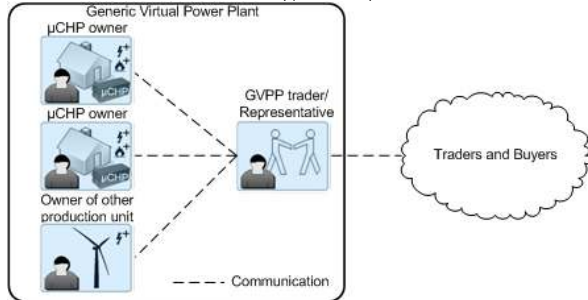 Generic Virtual Power Plant
µCHP owner
µCHP
µCHP owner
µCHP
Owner of other
production unit
GVPP trader/
Representative
Traders and Buyers
Communication